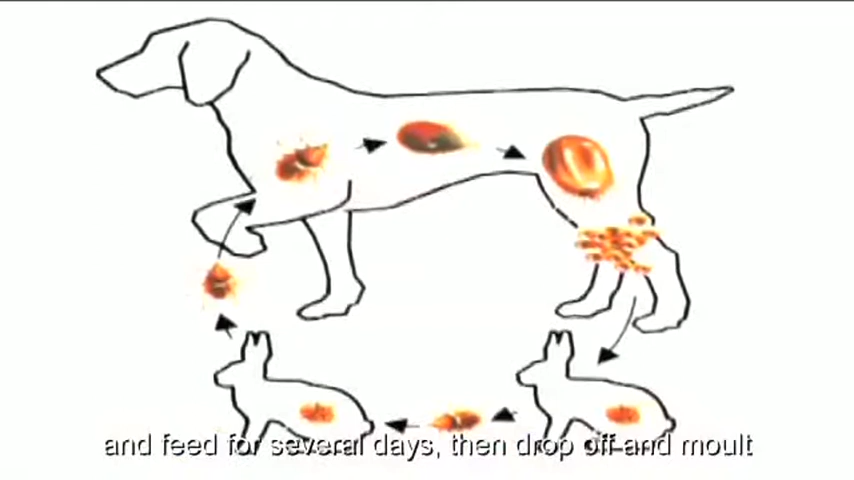 and feed for several days, then drop off and moult